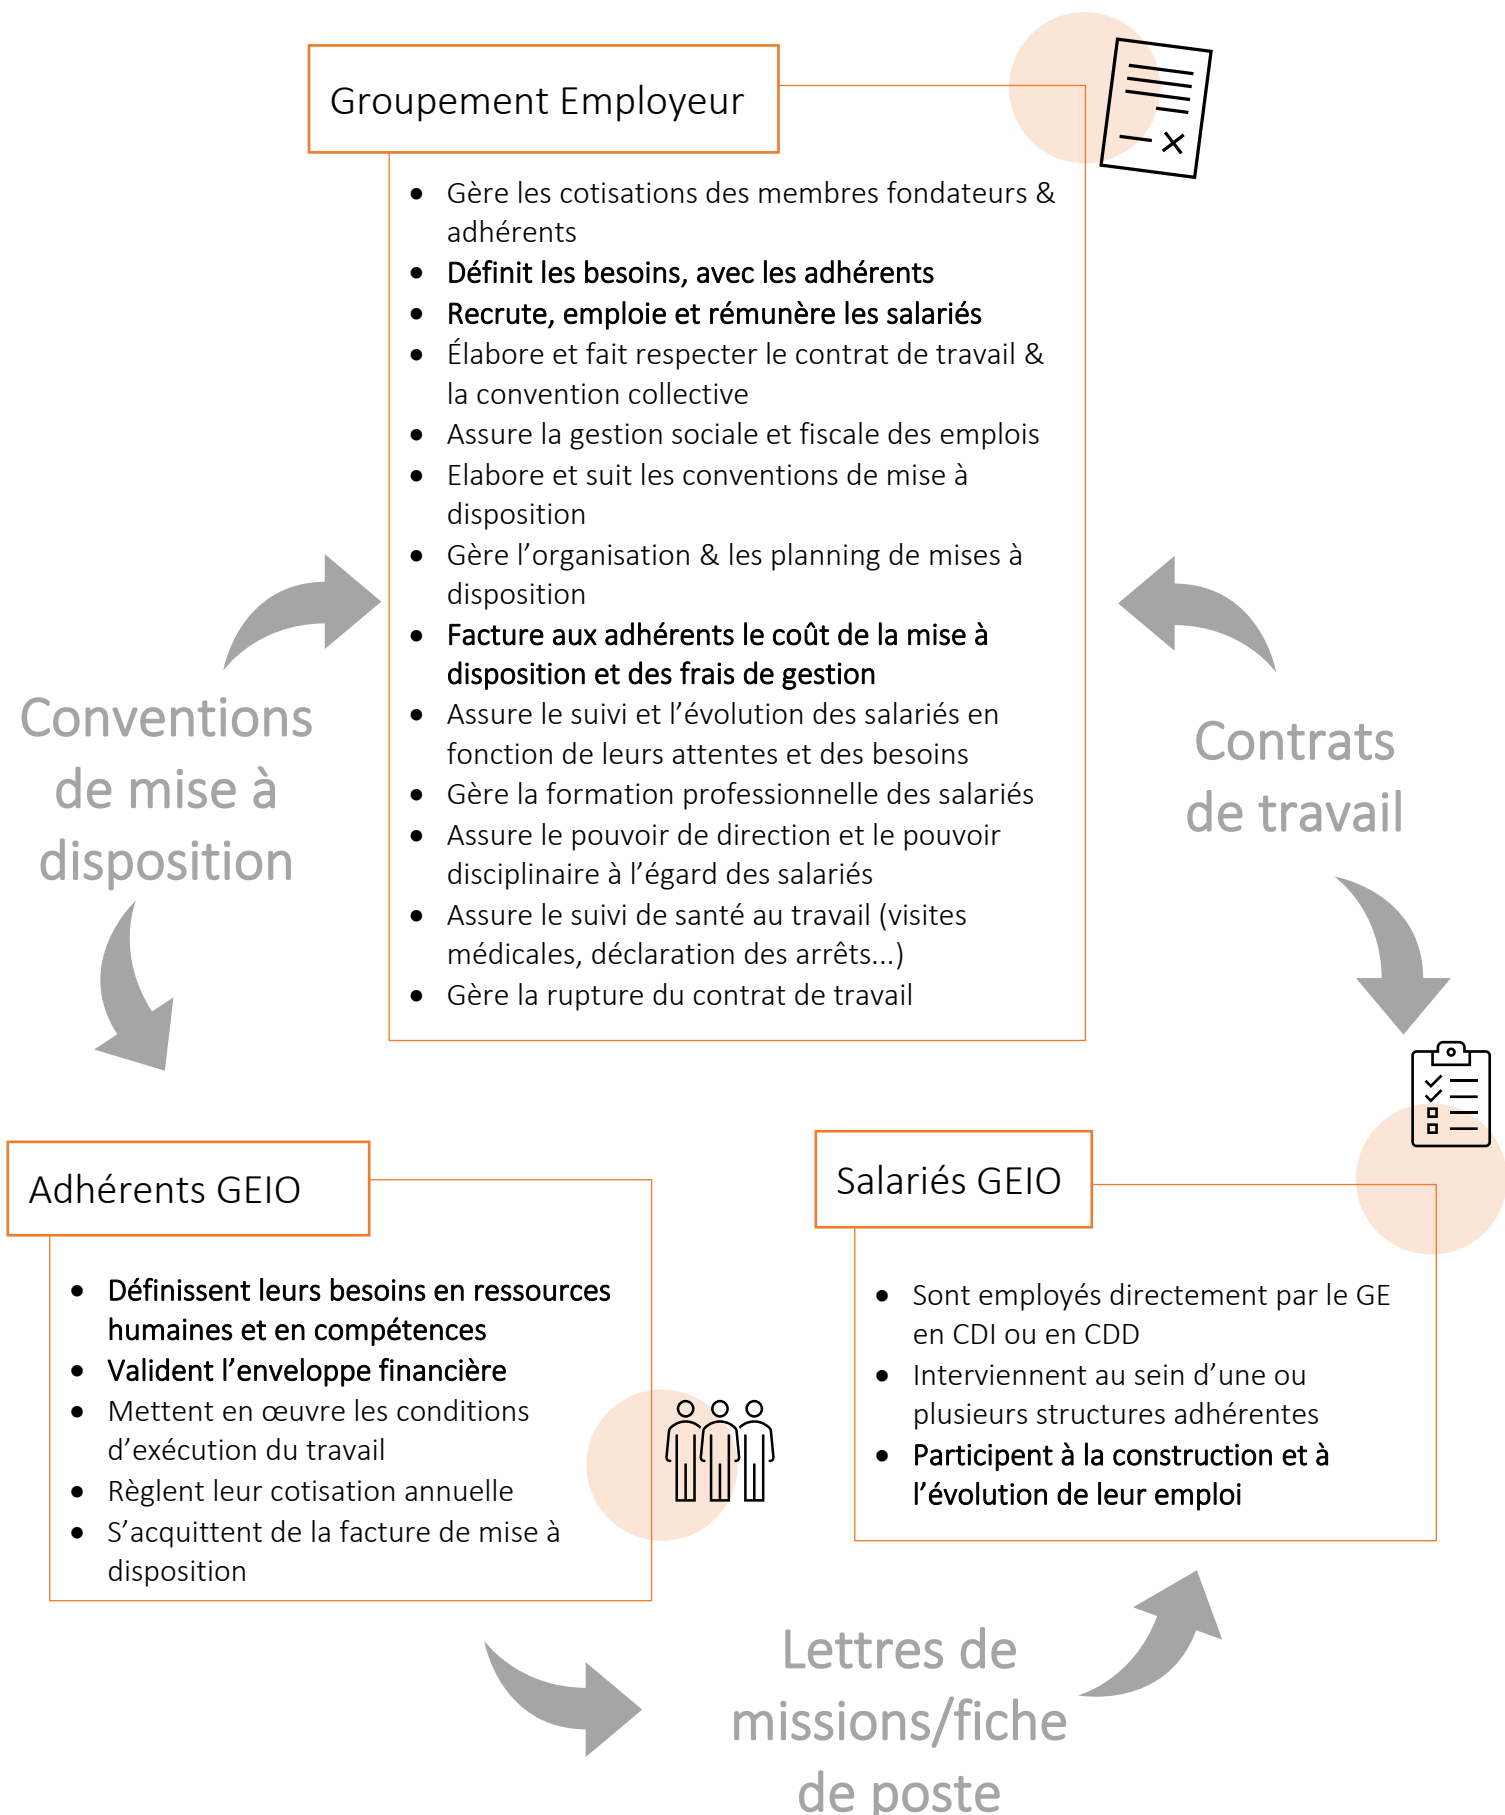 Groupement Employeur
• Gère les cotisations des membres fondateurs &
adhérents
• Définit les besoins, avec les adhérents
• Recrute, emploie et rémunère les salariés
• Élabore et fait respecter le contrat de travail &
la convention collective
• Assure la gestion sociale et fiscale des emplois
• Elabore et suit les conventions de mise à
disposition
• Gère l’organisation & les planning de mises à
disposition
• Facture aux adhérents le coût de la mise à
disposition et des frais de gestion
• Assure le suivi et l’évolution des salariés en
fonction de leurs attentes et des besoins
• Gère la formation professionnelle des salariés
• Assure le pouvoir de direction et le pouvoir
disciplinaire à l’égard des salariés
• Assure le suivi de santé au travail (visites
médicales, déclaration des arrêts...)
• Gère la rupture du contrat de travail
Conventions
de mise à
disposition
Contrats
de travail
Adhérents GEIO
• Définissent leurs besoins en ressources
humaines et en compétences
• Valident l’enveloppe financière
• Mettent en œuvre les conditions
d’exécution du travail
• Règlent leur cotisation annuelle
• S’acquittent de la facture de mise à
disposition
Salariés GEIO
• Sont employés directement par le GE
en CDI ou en CDD
• Interviennent au sein d’une ou
plusieurs structures adhérentes
• Participent à la construction et à
l’évolution de leur emploi
Lettres de
missions/fiche
de poste